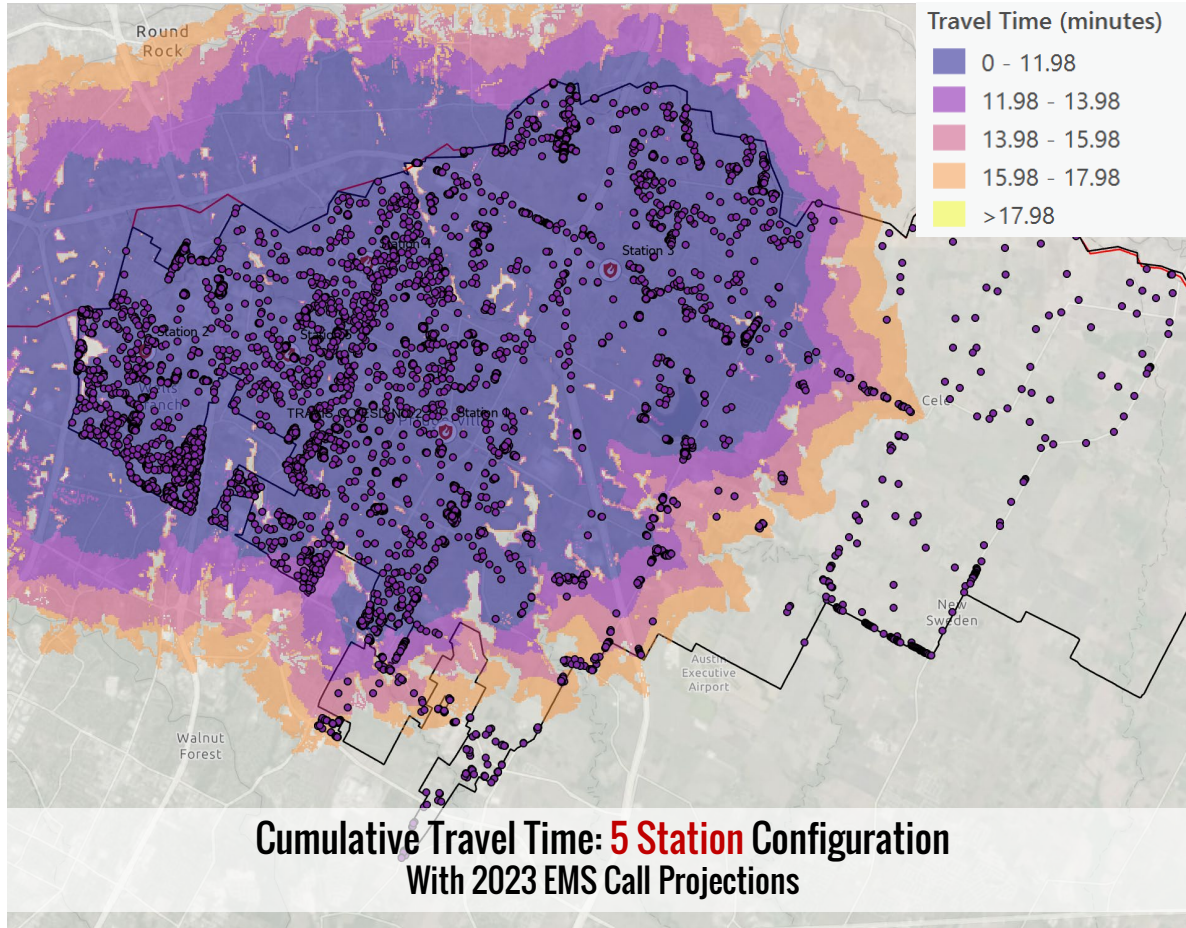 Round
Rock
Travel Time (minutes)
0 - 11.98
11.98 - 13.98
13.98 - 15.98
15.98 - 17.98
>17.98
Station 4
Station 3
Station 2
Station 1
Cele
New
Sweden
Austin
Executive
Airport
Walnut
Forest
Cumulative Travel Time: 5 Station Configuration
With 2023 EMS Call Projections